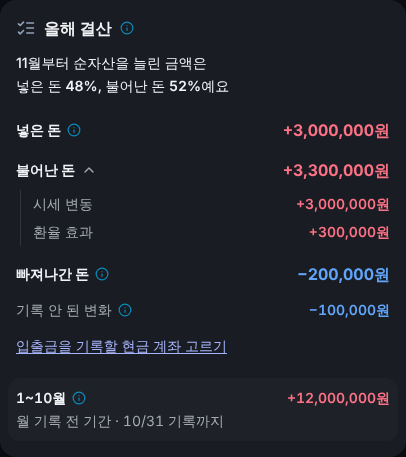 올해 결산
11월부터 순자산을 늘린 금액은
넣은 돈 48%, 불어난 돈 52%예요
넣은 돈 +3,000,000원
불어난 돈 +3,300,000원
시세 변동 +3,000,000원
환율 효과 +300,000원
빠져나간 돈 −200,000원
기록 안 된 변화 −100,000원
입출금을 기록할 현금 계좌 고르기
1~10월 +12,000,000원
월 기록 전 기간 · 10/31 기록까지